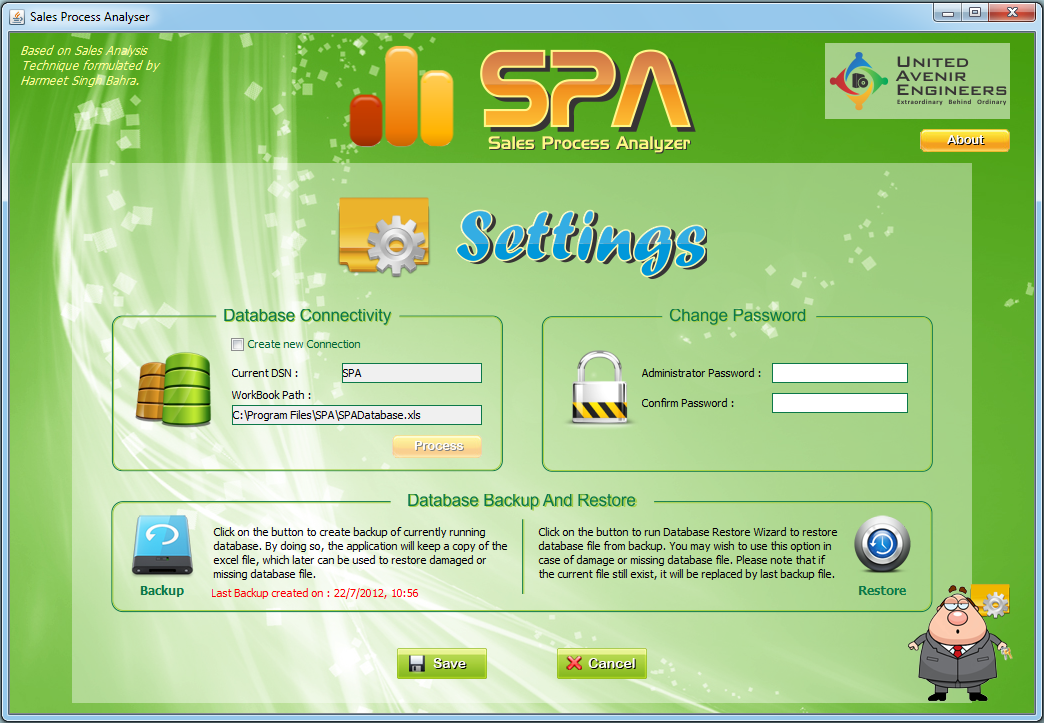 Sales Process Analyser
Based on Sales Analysis
Technique formulated by
Harmeet Singh Bahra.
SPA
Sales Process Analyzer
UNITED
AVENIR
ENGINEERS
Extraordinary Behind Ordinary
About
Settings
Database Connectivity
Create new Connection
Current DSN :
SPA
WorkBook Path :
C:\Program Files\SPA\SPADatabase.xls
Process
Change Password
Administrator Password :
Confirm Password :
Database Backup And Restore
Click on the button to create backup of currently running
database. By doing so, the application will keep a copy of the
excel file, which later can be used to restore damaged or
missing database file.
Backup
Last Backup created on : 22/7/2012, 10:56
Click on the button to run Database Restore Wizard to restore
database file from backup. You may wish to use this option in
case of damage or missing database file. Please note that if
the current file still exist, it will be replaced by last backup file.
Restore
Save
Cancel